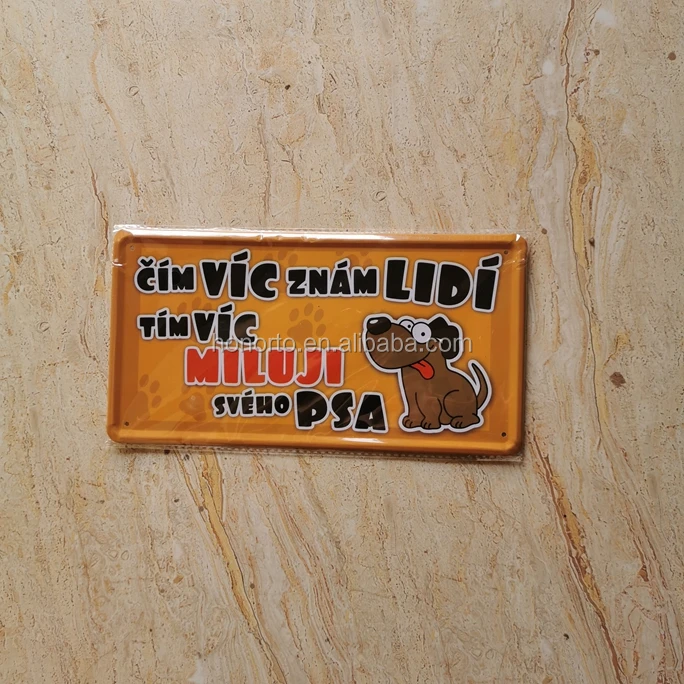 ČÍM VÍC ZNÁM LIDÍ
TÍM VÍC
honorto.en.alibaba.com
MILUJI
SVÉHO PSA